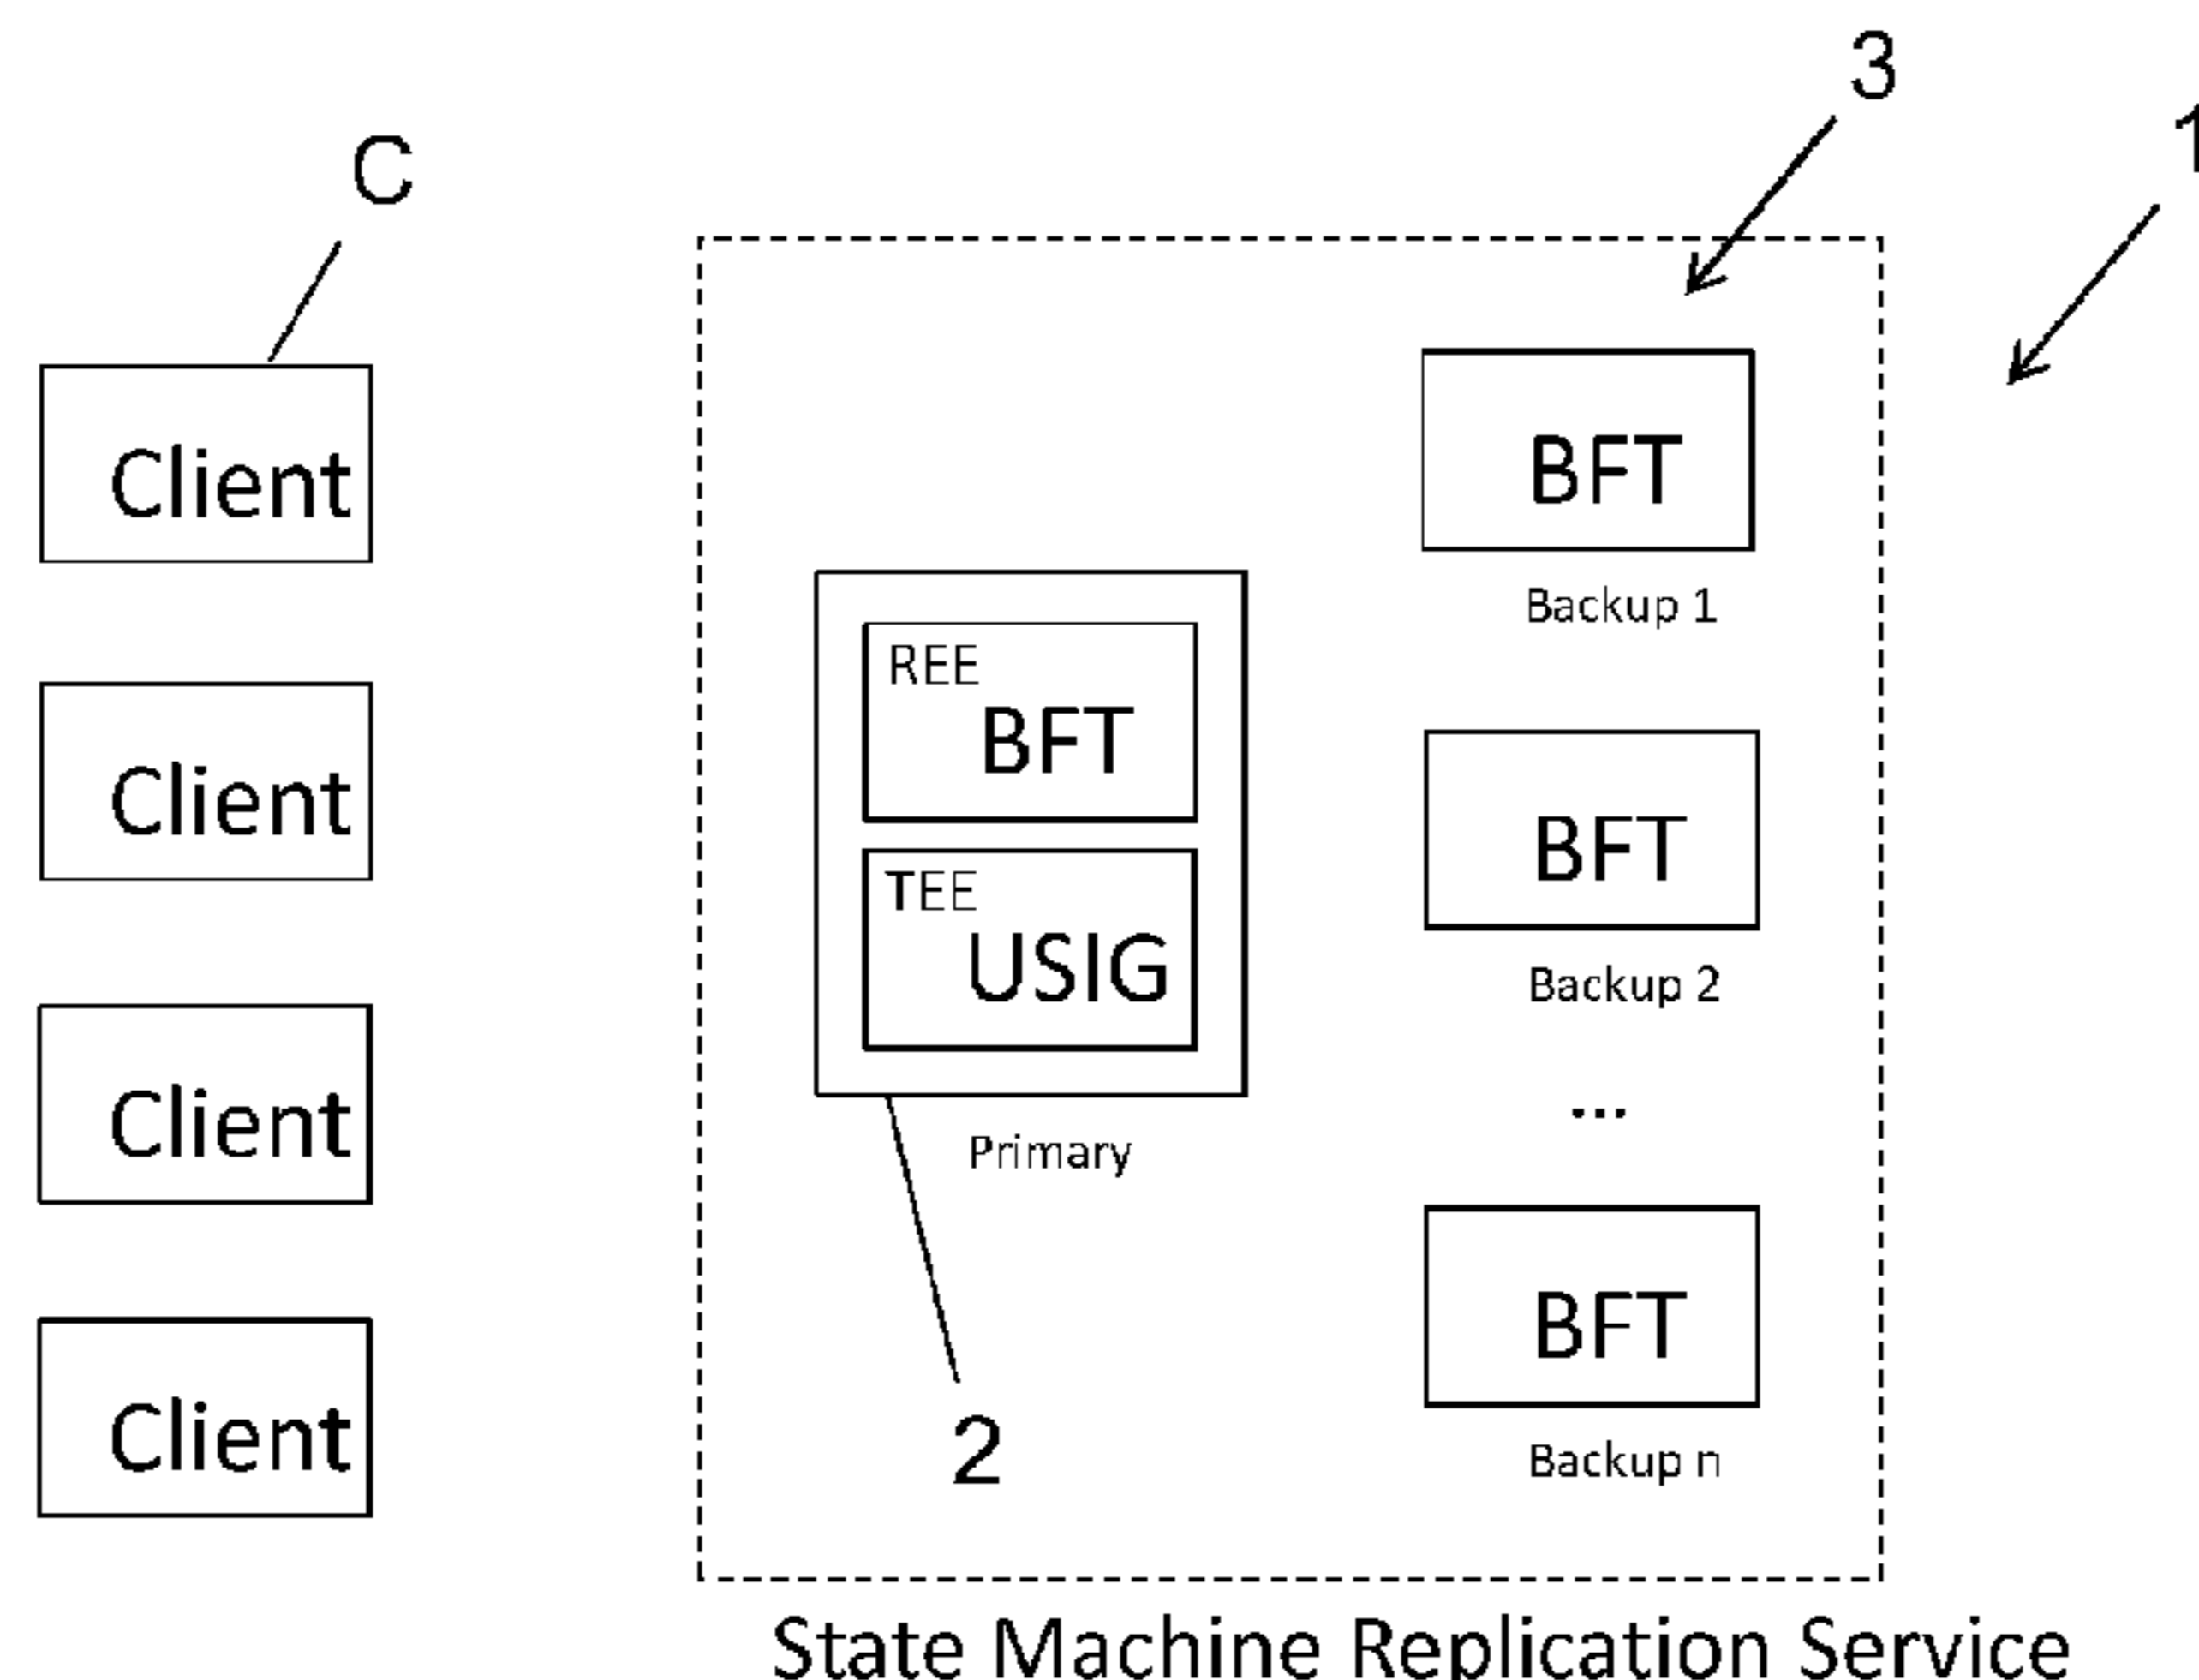 3
1
C
Client
Client
Client
Client
REE
BFT
TEE
USIG
Primary
2
BFT
Backup 1
BFT
Backup 2
...
BFT
Backup n
State Machine Replication Service